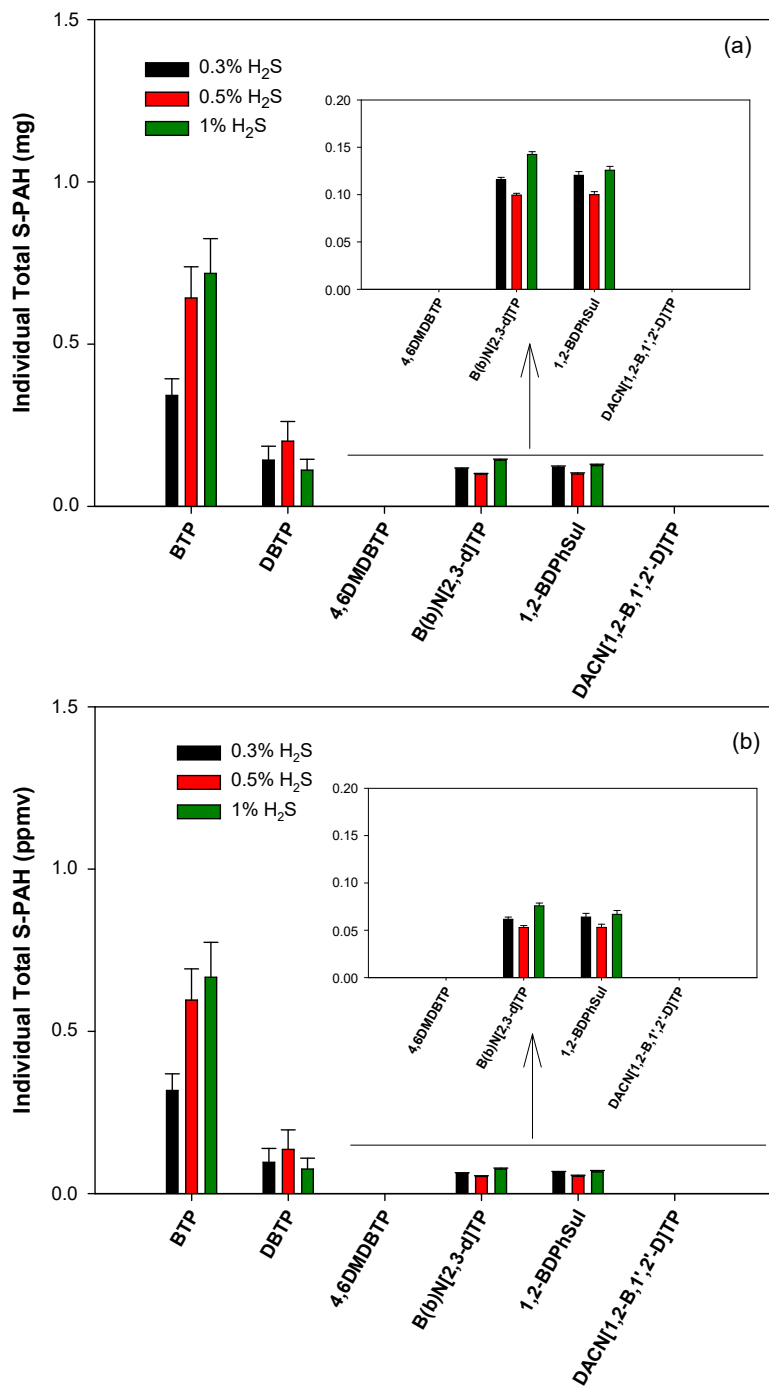 (a)
1.5
1.0
0.5
0.0
Individual Total S-PAH (mg)
0.3% H₂S
0.5% H₂S
1% H₂S
0.20
0.15
0.10
0.05
0.00
4,6DMDBTP
B(b)N[2,3-d]TP
1,2-BDPhSul
DACN[1,2-B,1',2'-D]TP
BTP
DBTP
4,6DMDBTP
B(b)N[2,3-d]TP
1,2-BDPhSul
DACN[1,2-B,1',2'-D]TP
(b)
1.5
1.0
0.5
0.0
Individual Total S-PAH (ppmv)
0.3% H₂S
0.5% H₂S
1% H₂S
0.20
0.15
0.10
0.05
0.00
4,6DMDBTP
B(b)N[2,3-d]TP
1,2-BDPhSul
DACN[1,2-B,1',2'-D]TP
BTP
DBTP
4,6DMDBTP
B(b)N[2,3-d]TP
1,2-BDPhSul
DACN[1,2-B,1',2'-D]TP